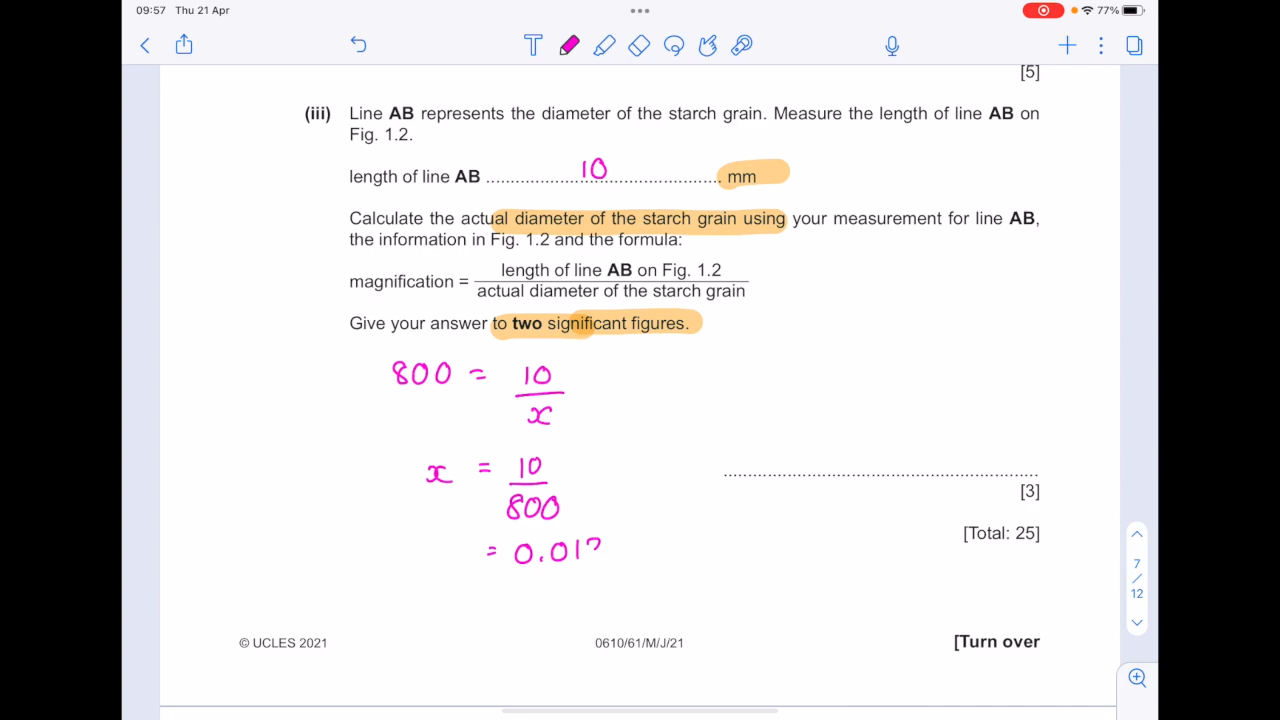 09:57 Thu 21 Apr
77%
[5]
(iii) Line AB represents the diameter of the starch grain. Measure the length of line AB on
Fig. 1.2.
length of line AB .................................................. mm
10
Calculate the actual diameter of the starch grain using your measurement for line AB,
the information in Fig. 1.2 and the formula:
magnification = length of line AB on Fig. 1.2
actual diameter of the starch grain
Give your answer to two significant figures.
800 = 10
x
x = 10
800
= 0.012
......................................................
[3]
[Total: 25]
7
/
12
© UCLES 2021 0610/61/M/J/21 [Turn over